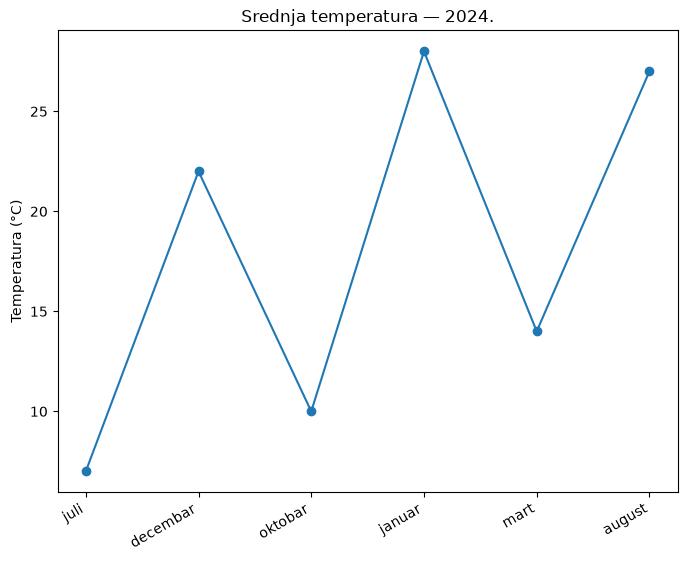 Srednja temperatura — 2024.
Temperatura (°C)
25
20
15
10
juli
decembar
oktobar
januar
mart
august